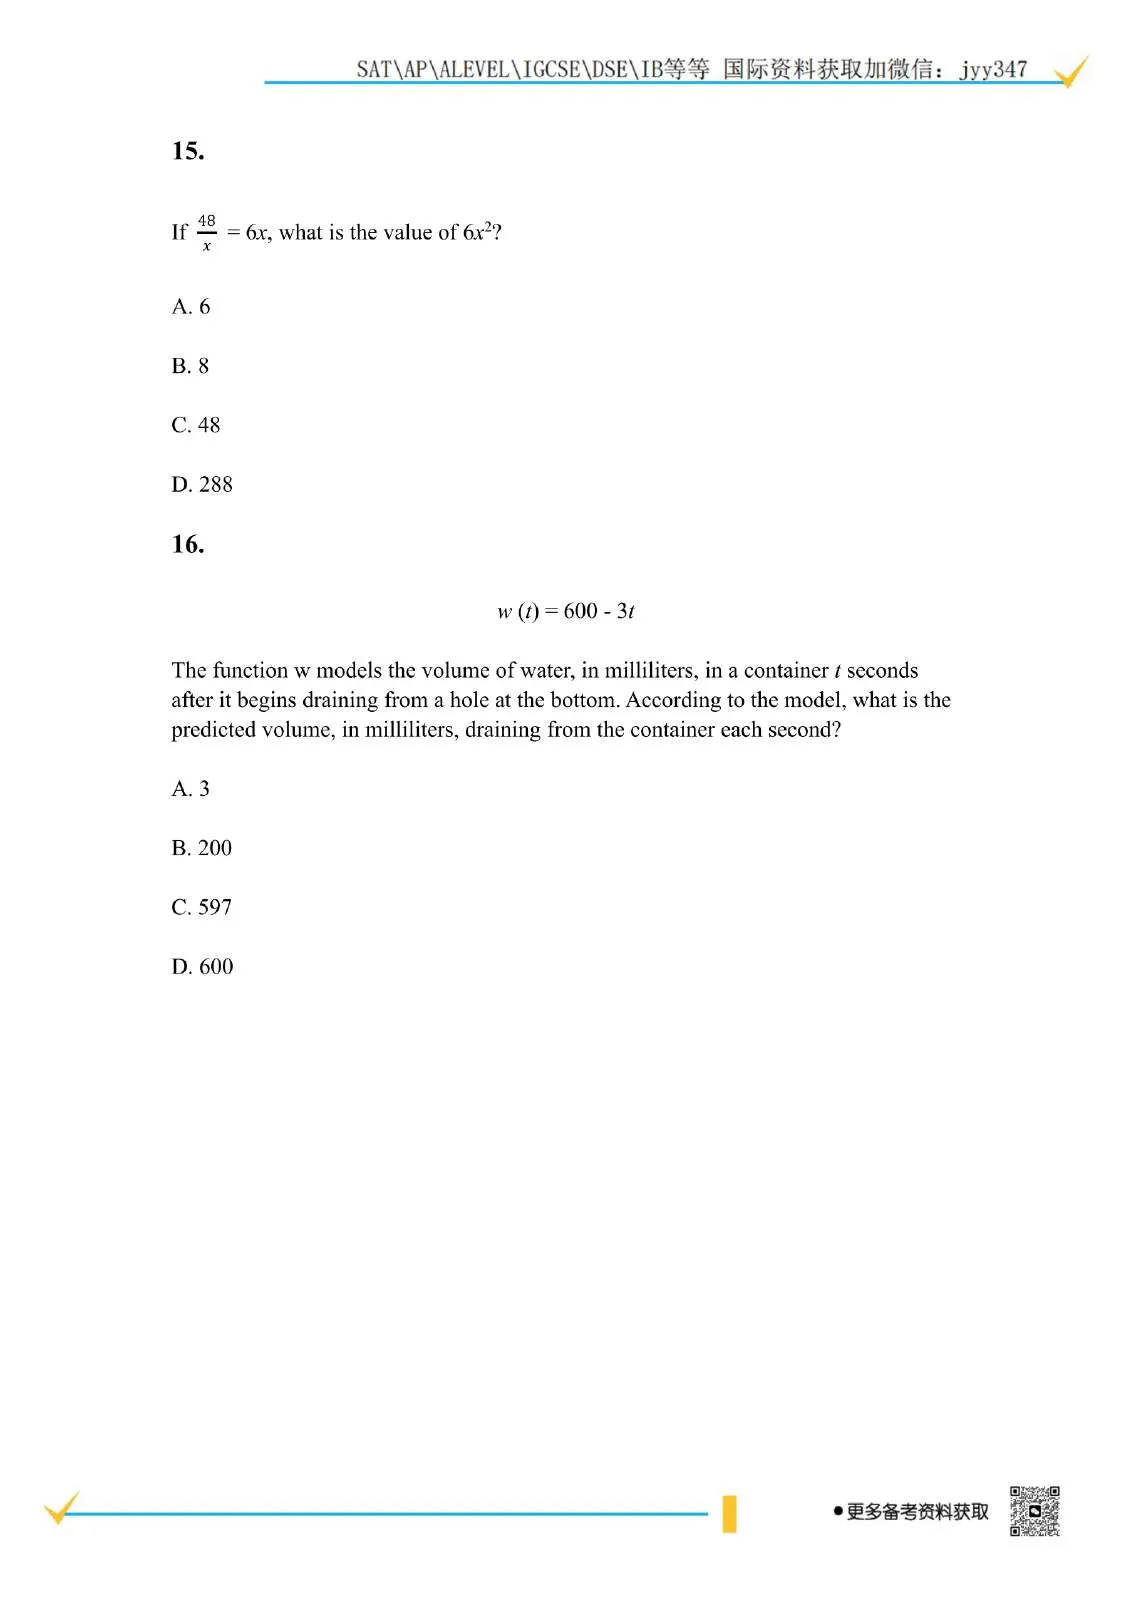 SAT\AP\ALEVEL\IGCSE\DSE\IB等等 国际资料获取加微信：jyy347
15.
If 48/x = 6x, what is the value of 6x²?
A. 6
B. 8
C. 48
D. 288
16.
w (t) = 600 - 3t
The function w models the volume of water, in milliliters, in a container t seconds
after it begins draining from a hole at the bottom. According to the model, what is the
predicted volume, in milliliters, draining from the container each second?
A. 3
B. 200
C. 597
D. 600
●更多备考资料获取